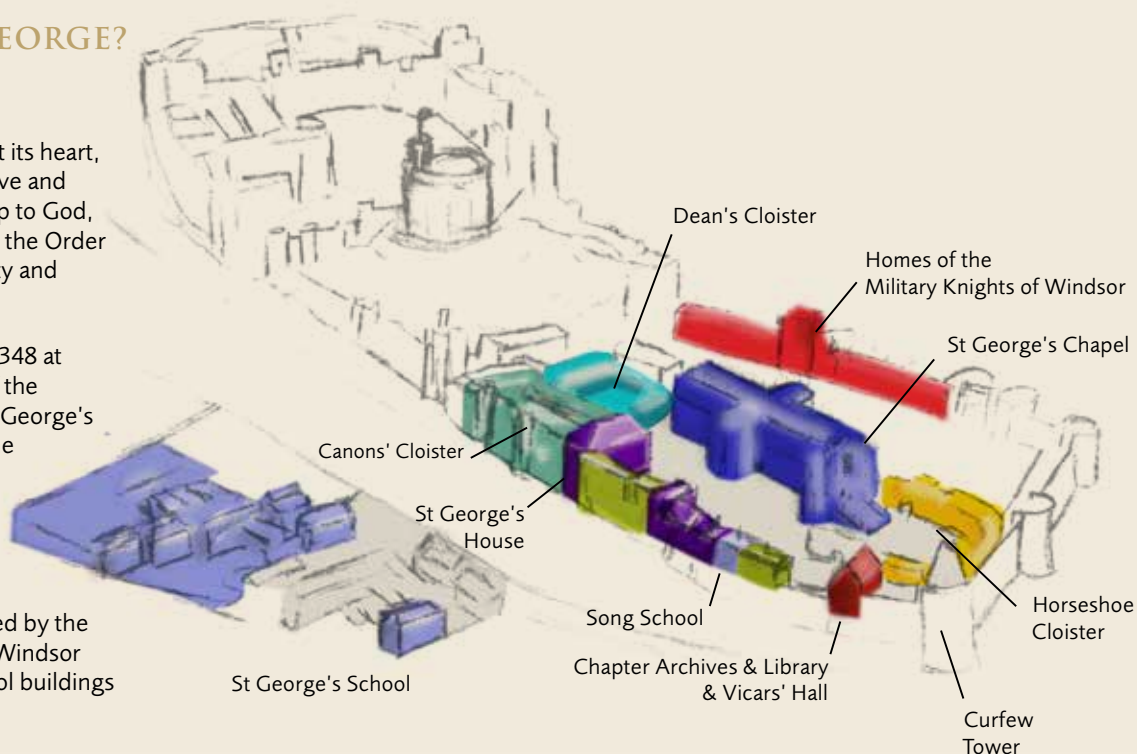 EORGE?
t its heart,
ve and
p to God,
the Order
ty and
348 at
the
George's
e
ed by the
Windsor
ol buildings
Dean's Cloister
Homes of the
Military Knights of Windsor
St George's Chapel
Canons' Cloister
St George's
House
Song School
Chapter Archives & Library
& Vicars' Hall
Horseshoe
Cloister
Curfew
Tower
St George's School